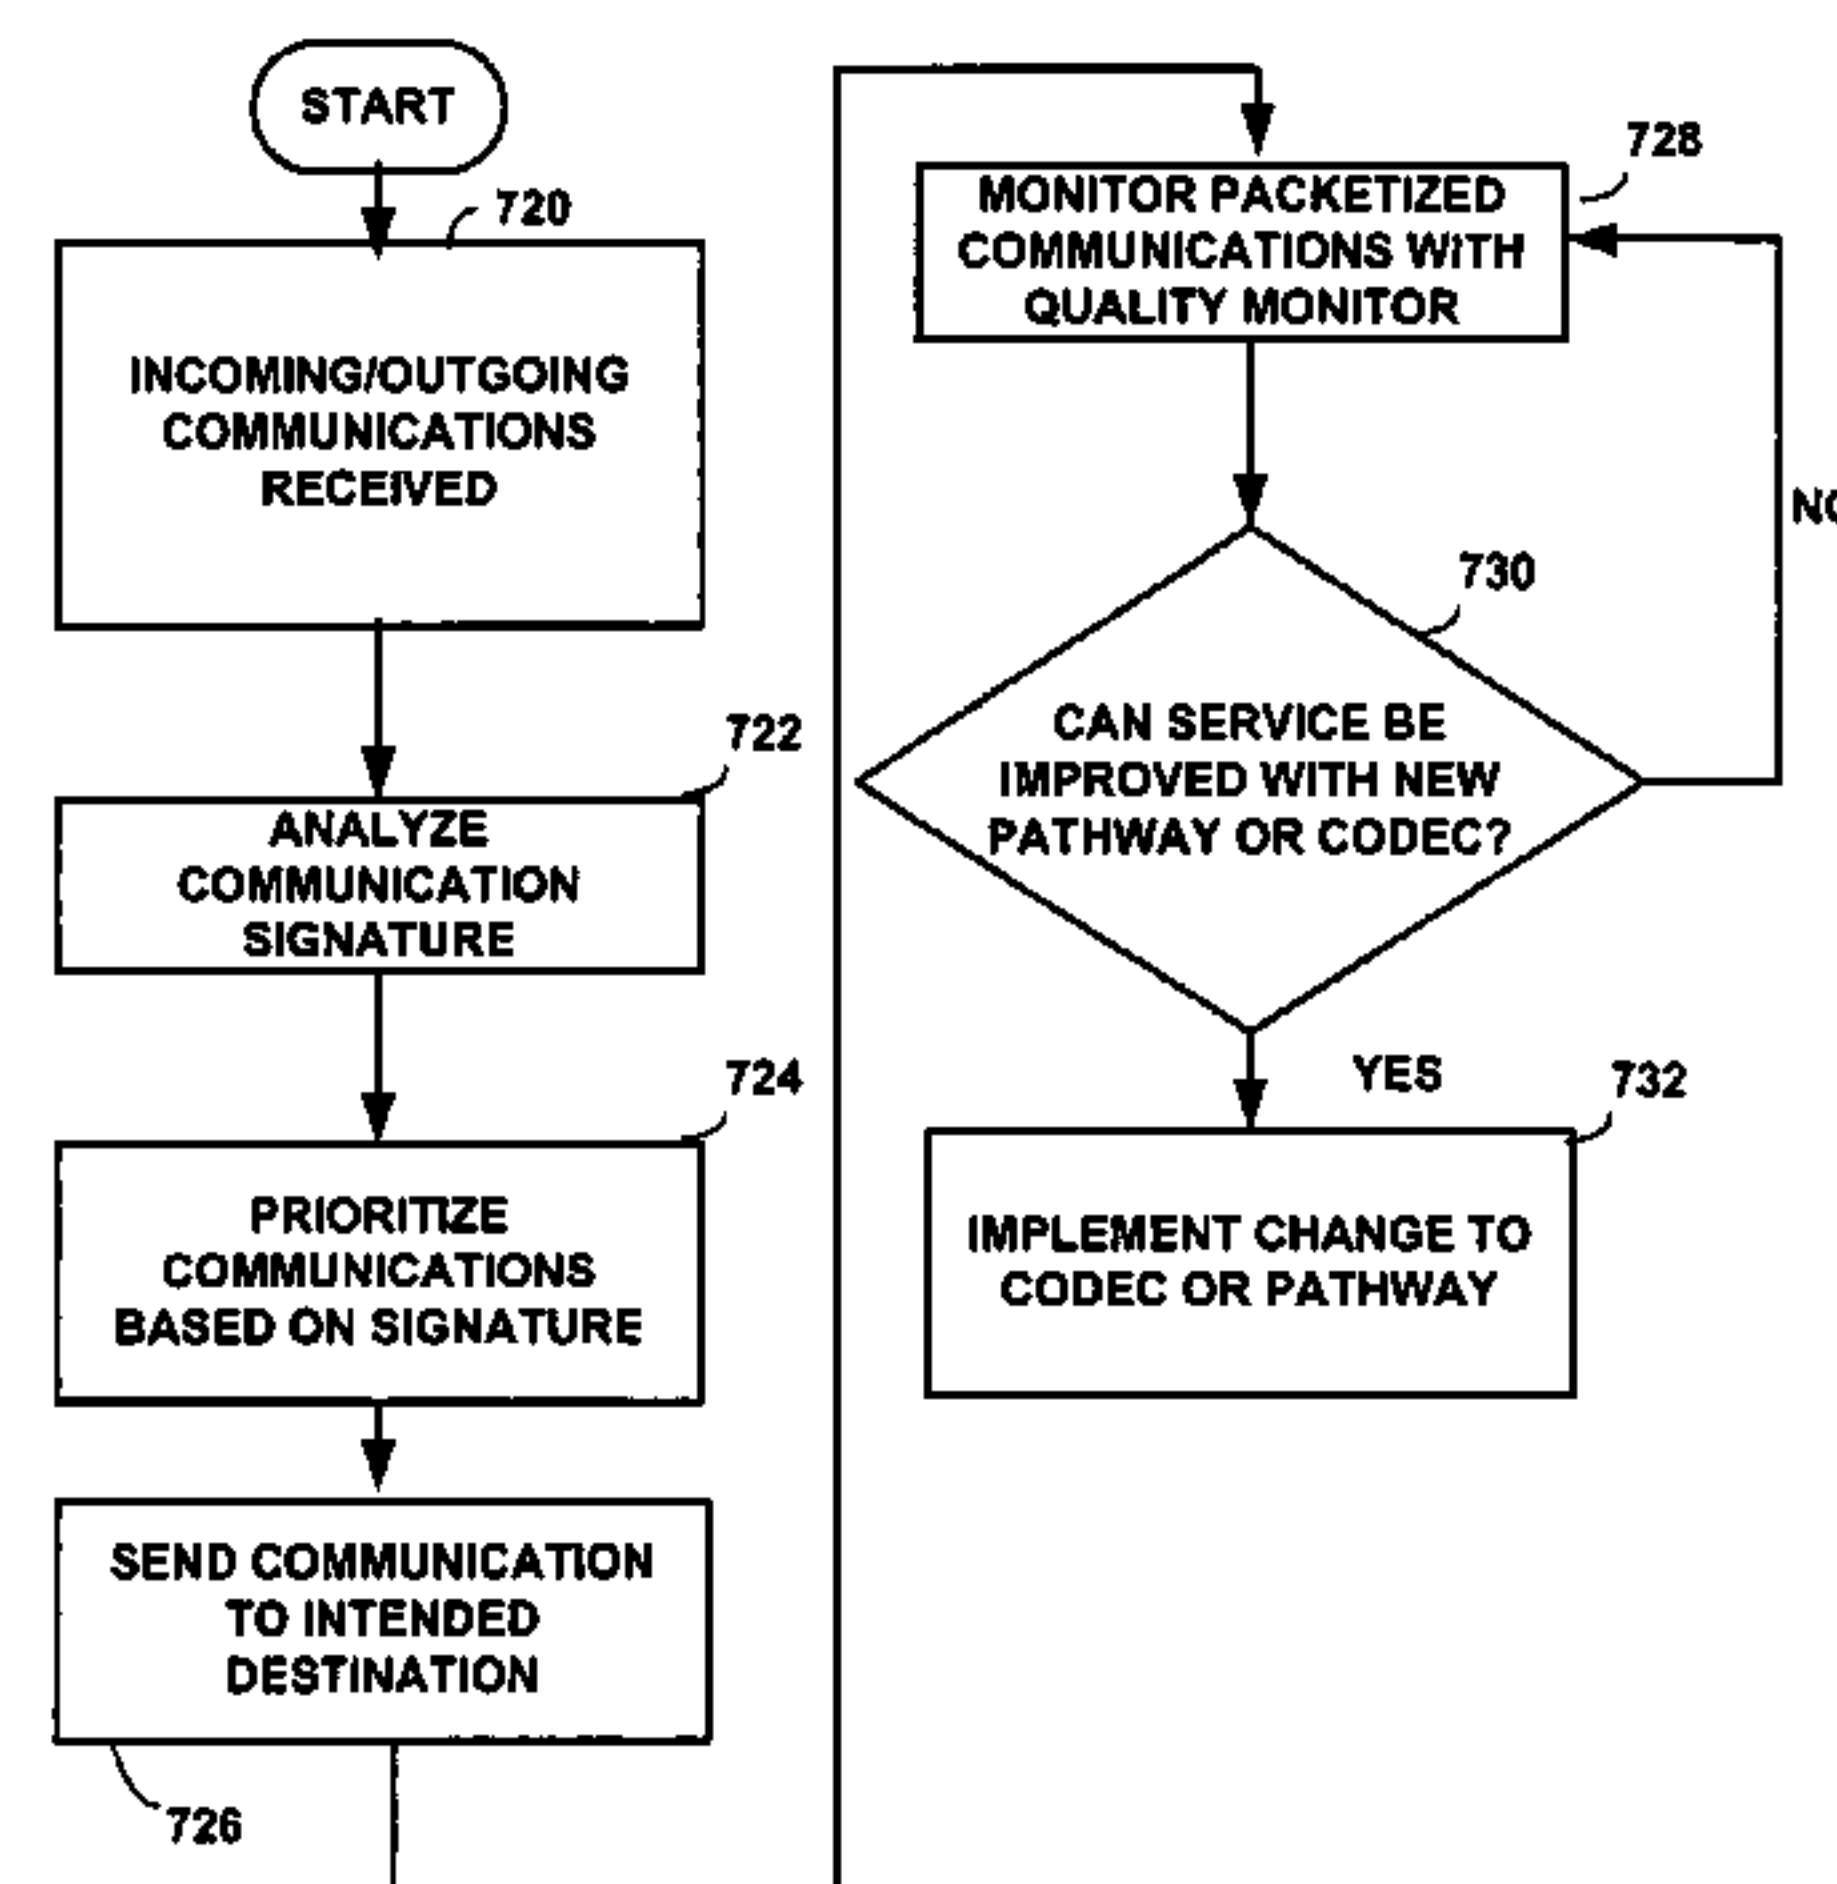 START
720
INCOMING/OUTGOING
COMMUNICATIONS
RECEIVED
722
ANALYZE
COMMUNICATION
SIGNATURE
724
PRIORITIZE
COMMUNICATIONS
BASED ON SIGNATURE
SEND COMMUNICATION
TO INTENDED
DESTINATION
726
728
MONITOR PACKETIZED
COMMUNICATIONS WITH
QUALITY MONITOR
NO
730
CAN SERVICE BE
IMPROVED WITH NEW
PATHWAY OR CODEC?
YES
732
IMPLEMENT CHANGE TO
CODEC OR PATHWAY